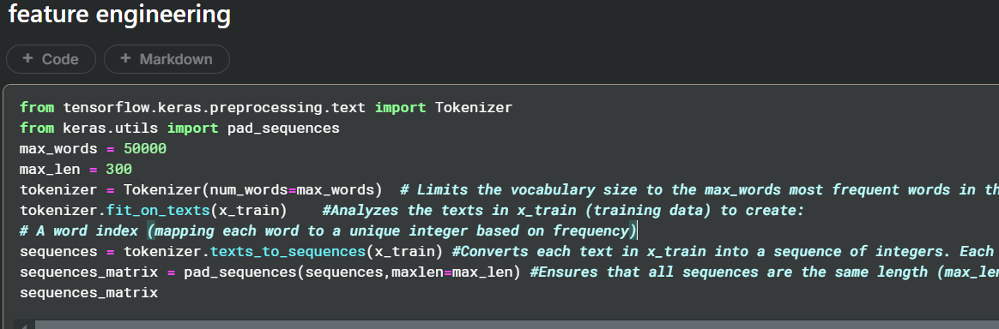 feature engineering
+ Code + Markdown
from tensorflow.keras.preprocessing.text import Tokenizer
from keras.utils import pad_sequences
max_words = 50000
max_len = 300
tokenizer = Tokenizer(num_words=max_words)  # Limits the vocabulary size to the max_words most frequent words in
tokenizer.fit_on_texts(x_train)    #Analyzes the texts in x_train (training data) to create:
# A word index (mapping each word to a unique integer based on frequency)
sequences = tokenizer.texts_to_sequences(x_train) #Converts each text in x_train into a sequence of integers. Each
sequences_matrix = pad_sequences(sequences,maxlen=max_len) #Ensures that all sequences are the same length (max_len
sequences_matrix